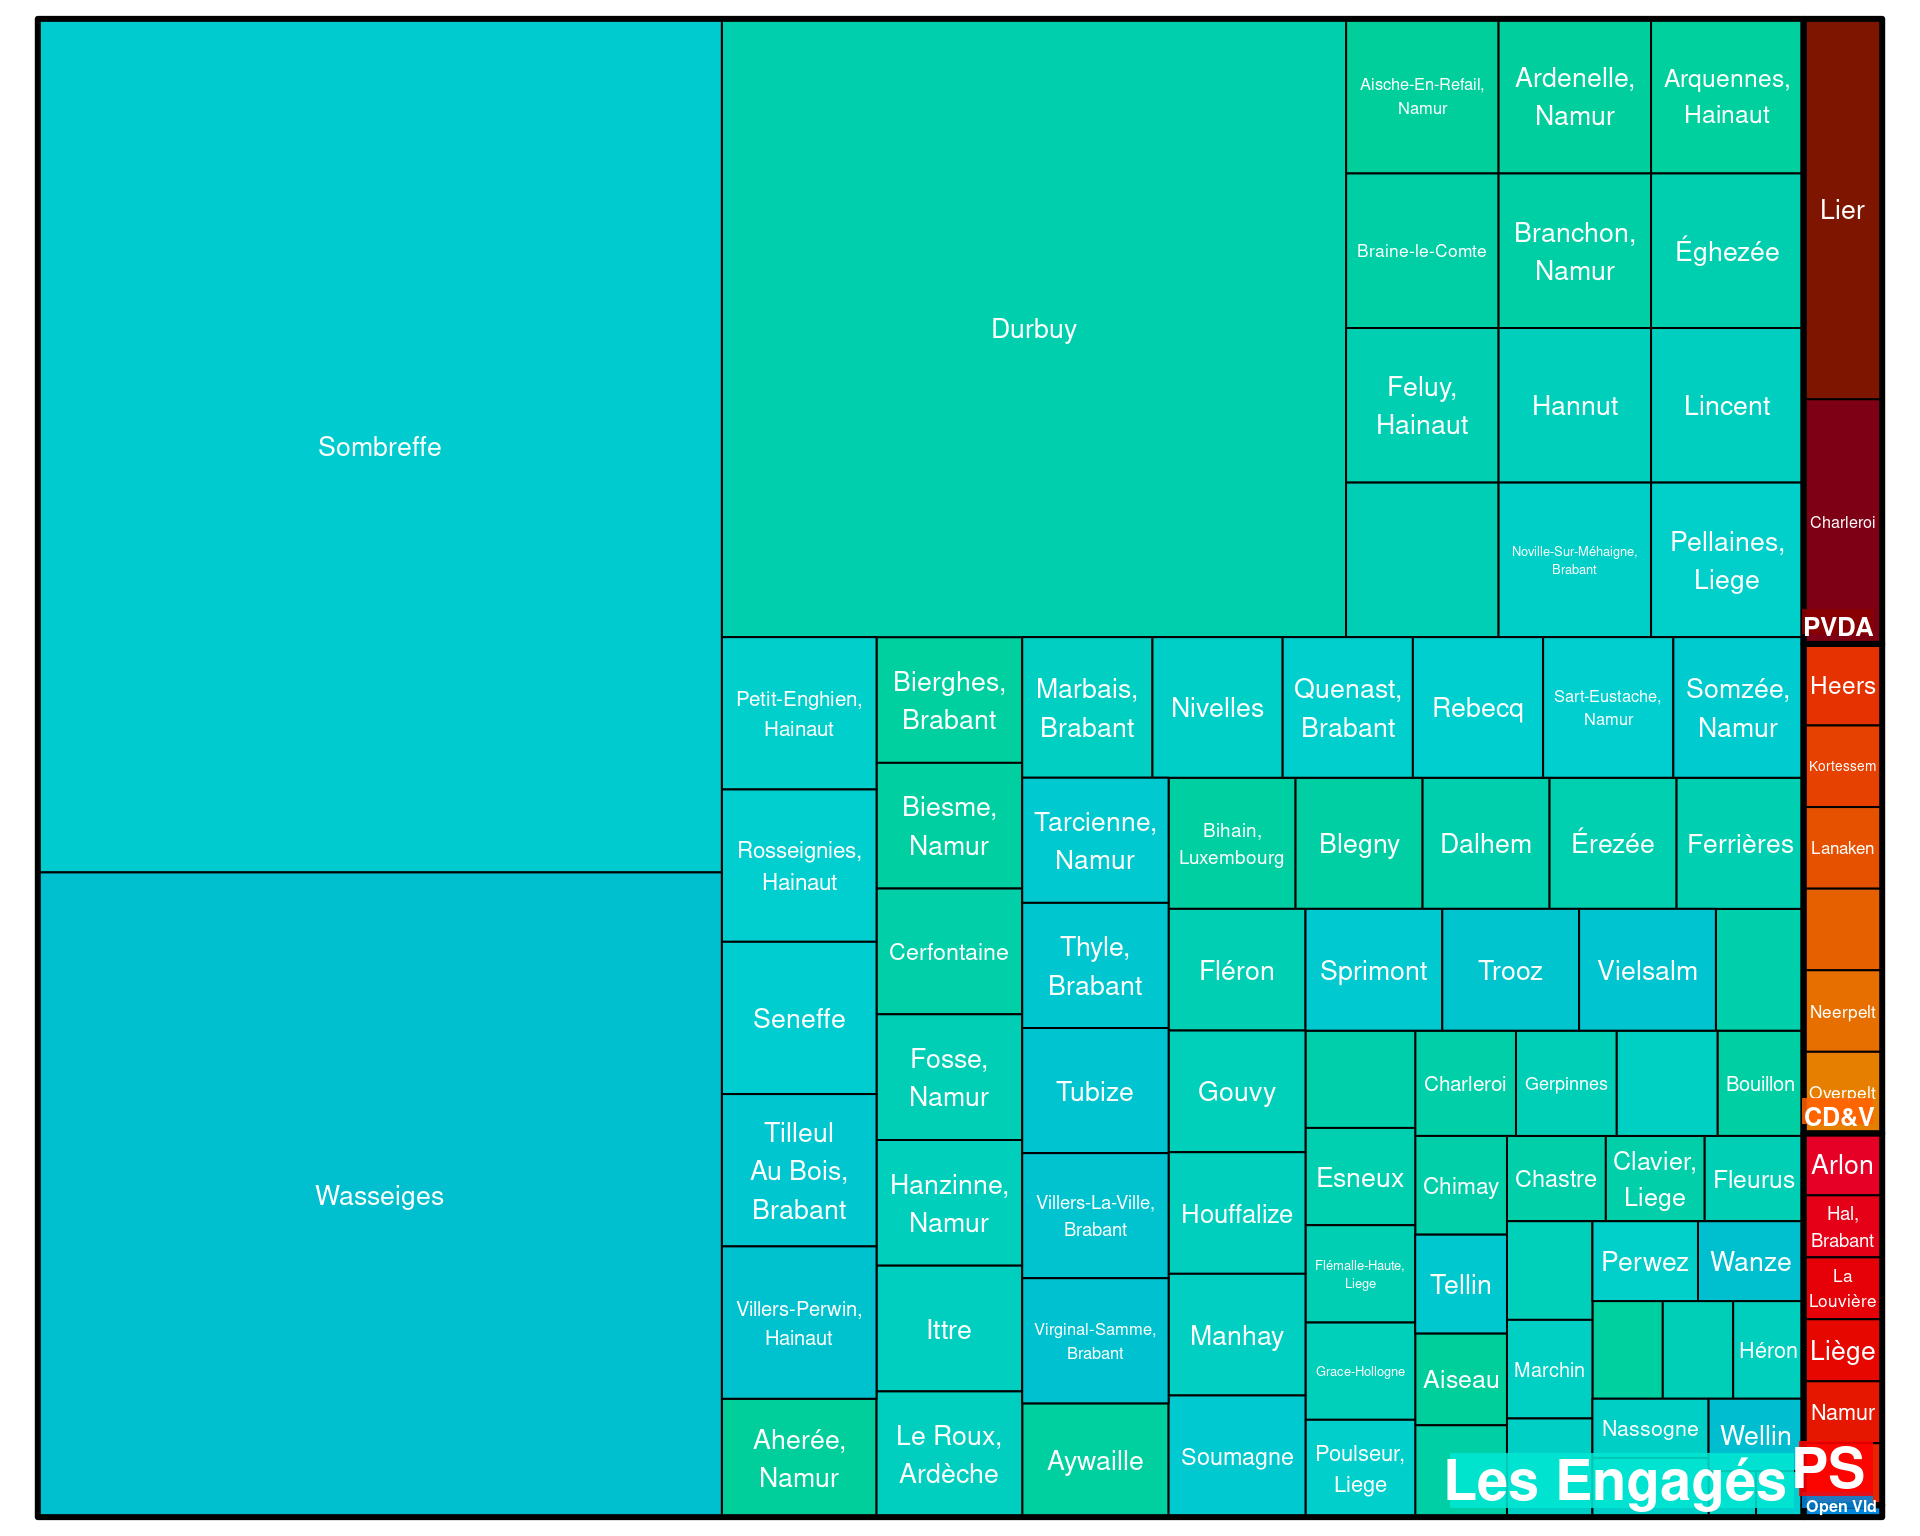 Sombreffe
Wasseiges
Durbuy
Aische-En-Refail,
Namur
Ardenelle,
Namur
Arquennes,
Hainaut
Braine-le-Comte
Branchon,
Namur
Éghezée
Feluy,
Hainaut
Hannut
Lincent
Noville-Sur-Méhaigne,
Brabant
Pellaines,
Liege
Petit-Enghien,
Hainaut
Rosseignies,
Hainaut
Seneffe
Tilleul
Au Bois,
Brabant
Villers-Perwin,
Hainaut
Aherée,
Namur
Bierghes,
Brabant
Biesme,
Namur
Cerfontaine
Fosse,
Namur
Hanzinne,
Namur
Ittre
Le Roux,
Ardèche
Marbais,
Brabant
Nivelles
Quenast,
Brabant
Rebecq
Sart-Eustache,
Namur
Somzée,
Namur
Tarcienne,
Namur
Thyle,
Brabant
Tubize
Villers-La-Ville,
Brabant
Virginal-Samme,
Brabant
Aywaille
Bihain,
Luxembourg
Blegny
Dalhem
Érezée
Ferrières
Fléron
Sprimont
Trooz
Vielsalm
Gouvy
Houffalize
Manhay
Soumagne
Esneux
Flémalle-Haute,
Liege
Grace-Hollogne
Poulseur,
Liege
Charleroi
Gerpinnes
Bouillon
Chimay
Tellin
Aiseau
Chastre
Clavier,
Liege
Fleurus
Perwez
Wanze
Marchin
Héron
Nassogne
Wellin
Les Engagés
Lier
Charleroi
PVDA
Heers
Kortessem
Lanaken
Neerpelt
Overpelt
CD&V
Arlon
Hal,
Brabant
La
Louvière
Liège
Namur
PS
Open Vld